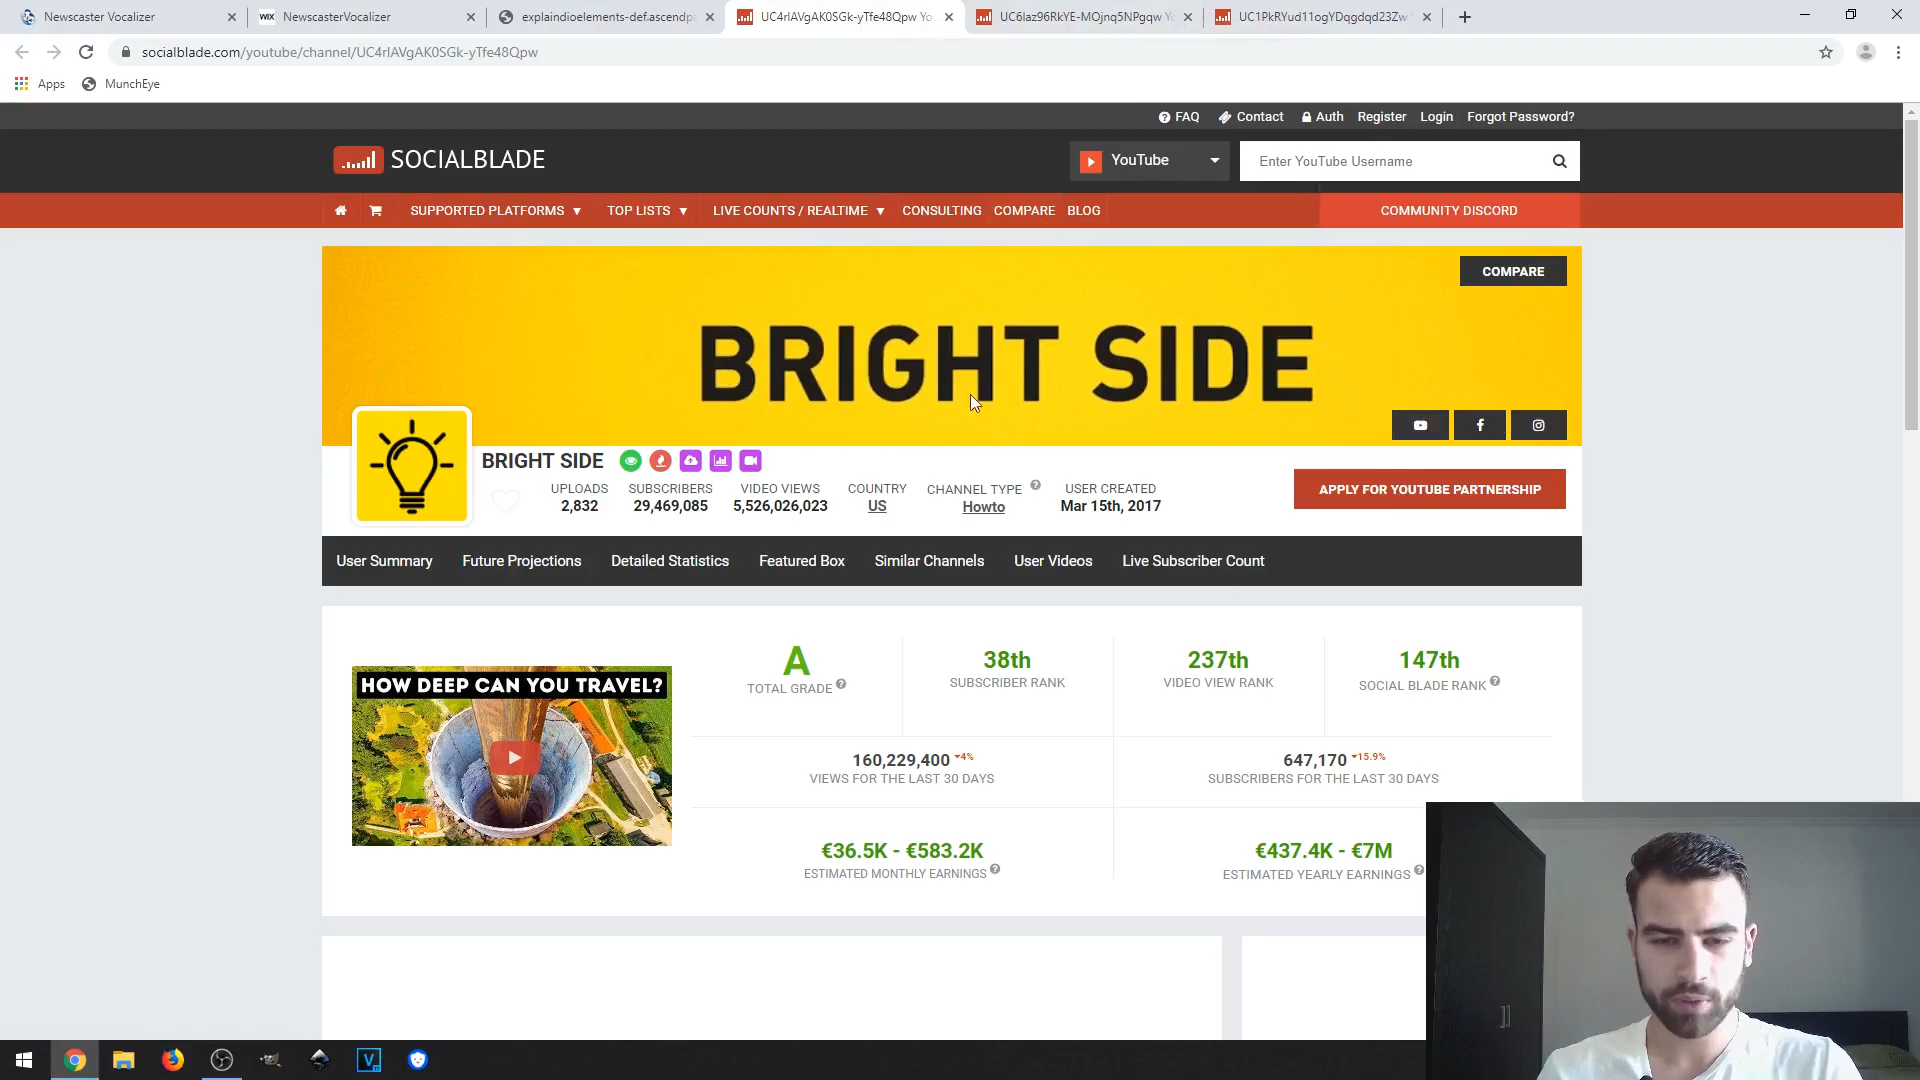 Newscaster Vocalizer
WIX NewscasterVocalizer
explaindioelements-def.ascendpa
UC4rlAVgAK0SGk-yTfe48Qpw Yo
UC6laz96RkYE-MOjnq5NPgqw Yo
UC1PkRYud11ogYDqgdqd23Zw Y
socialblade.com/youtube/channel/UC4rlAVgAK0SGk-yTfe48Qpw
Apps MunchEye
FAQ Contact Auth Register Login Forgot Password?
SOCIALBLADE YouTube Enter YouTube Username
SUPPORTED PLATFORMS TOP LISTS LIVE COUNTS / REALTIME CONSULTING COMPARE BLOG COMMUNITY DISCORD
COMPARE
BRIGHT SIDE
BRIGHT SIDE
UPLOADS SUBSCRIBERS VIDEO VIEWS COUNTRY CHANNEL TYPE USER CREATED
2,832 29,469,085 5,526,026,023 US Howto Mar 15th, 2017
APPLY FOR YOUTUBE PARTNERSHIP
User Summary Future Projections Detailed Statistics Featured Box Similar Channels User Videos Live Subscriber Count
HOW DEEP CAN YOU TRAVEL?
A 38th 237th 147th
TOTAL GRADE SUBSCRIBER RANK VIDEO VIEW RANK SOCIAL BLADE RANK
160,229,400 4% 647,170 15.9%
VIEWS FOR THE LAST 30 DAYS SUBSCRIBERS FOR THE LAST 30 DAYS
€36.5K - €583.2K €437.4K - €7M
ESTIMATED MONTHLY EARNINGS ESTIMATED YEARLY EARNINGS